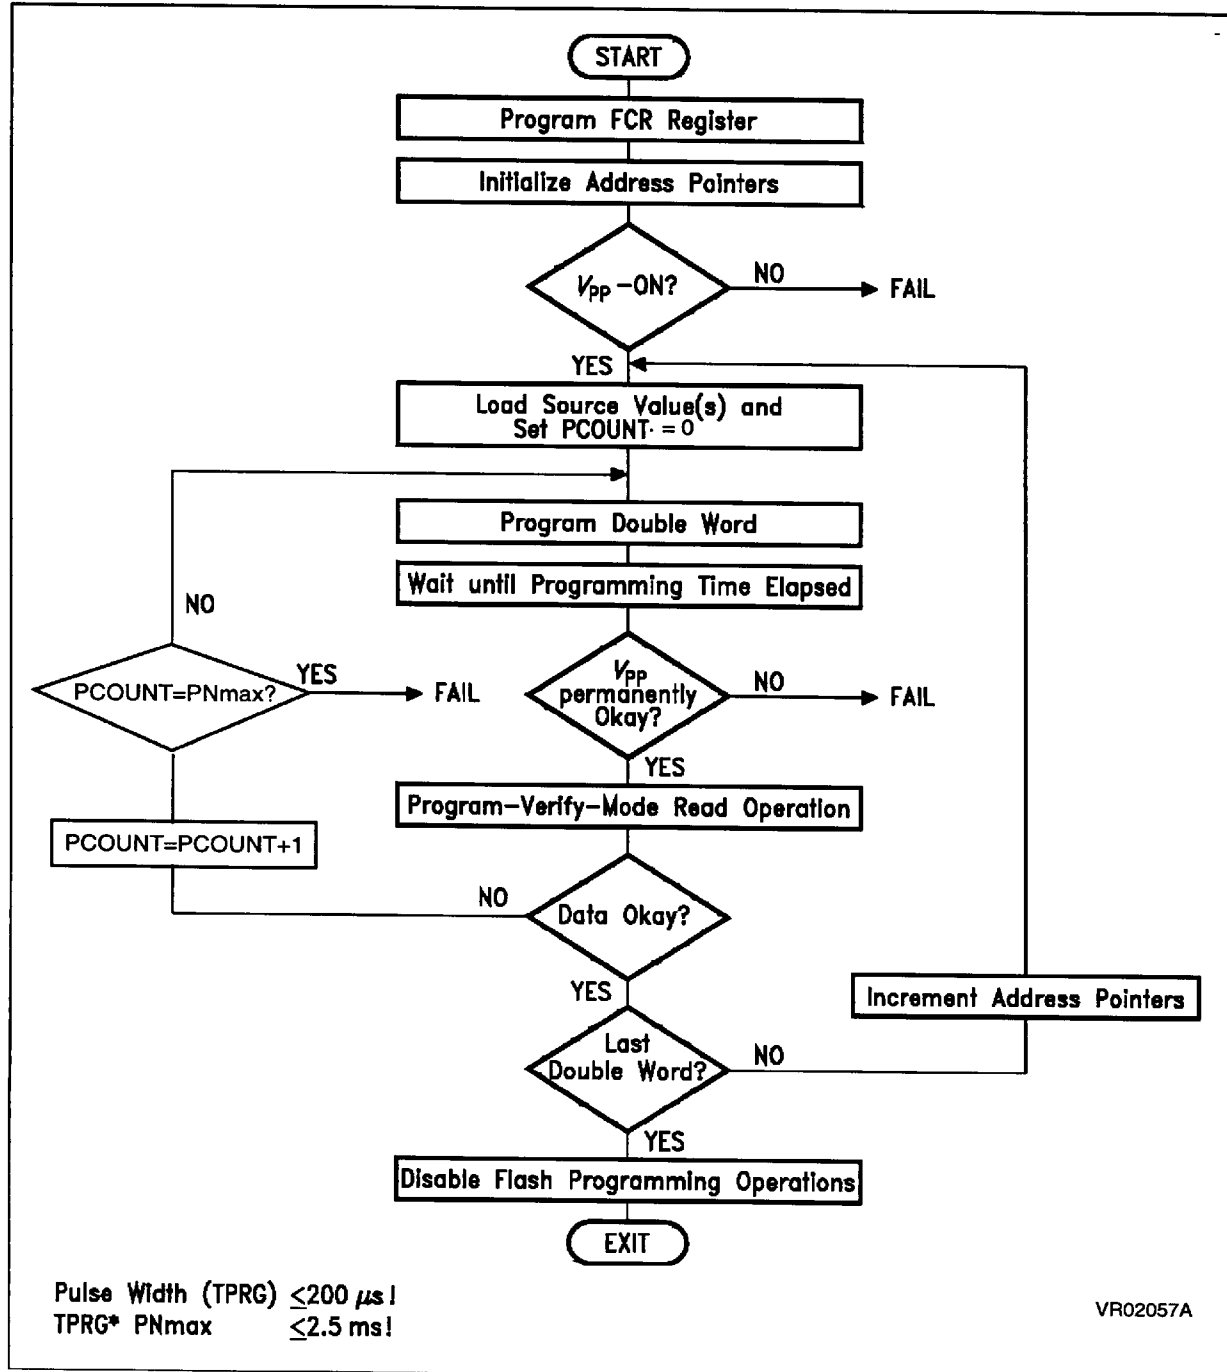 START
Program FCR Register
Initialize Address Pointers
VPP-ON?
NO
FAIL
YES
Load Source Value(s) and
Set PCOUNT = 0
Program Double Word
Wait until Programming Time Elapsed
NO
PCOUNT=PNmax?
YES
FAIL
VPP
permanently
Okay?
NO
FAIL
YES
Program-Verify-Mode Read Operation
PCOUNT=PCOUNT+1
NO
Data Okay?
YES
Increment Address Pointers
Last
Double Word?
NO
YES
Disable Flash Programming Operations
EXIT
Pulse Width (TPRG) ≤200 µs!
TPRG* PNmax ≤2.5 ms!
VR02057A